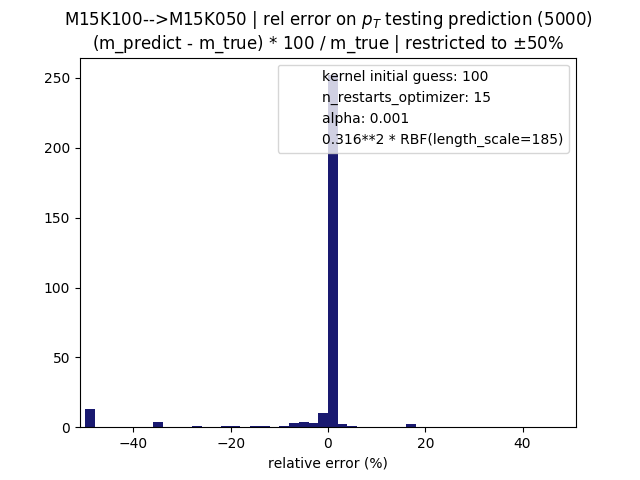 M15K100-->M15K050 | rel error on p_T testing prediction (5000)
(m_predict - m_true) * 100 / m_true | restricted to ±50%
kernel initial guess: 100
n_restarts_optimizer: 15
alpha: 0.001
0.316**2 * RBF(length_scale=185)
250
200
150
100
50
0
−40 −20 0 20 40
relative error (%)